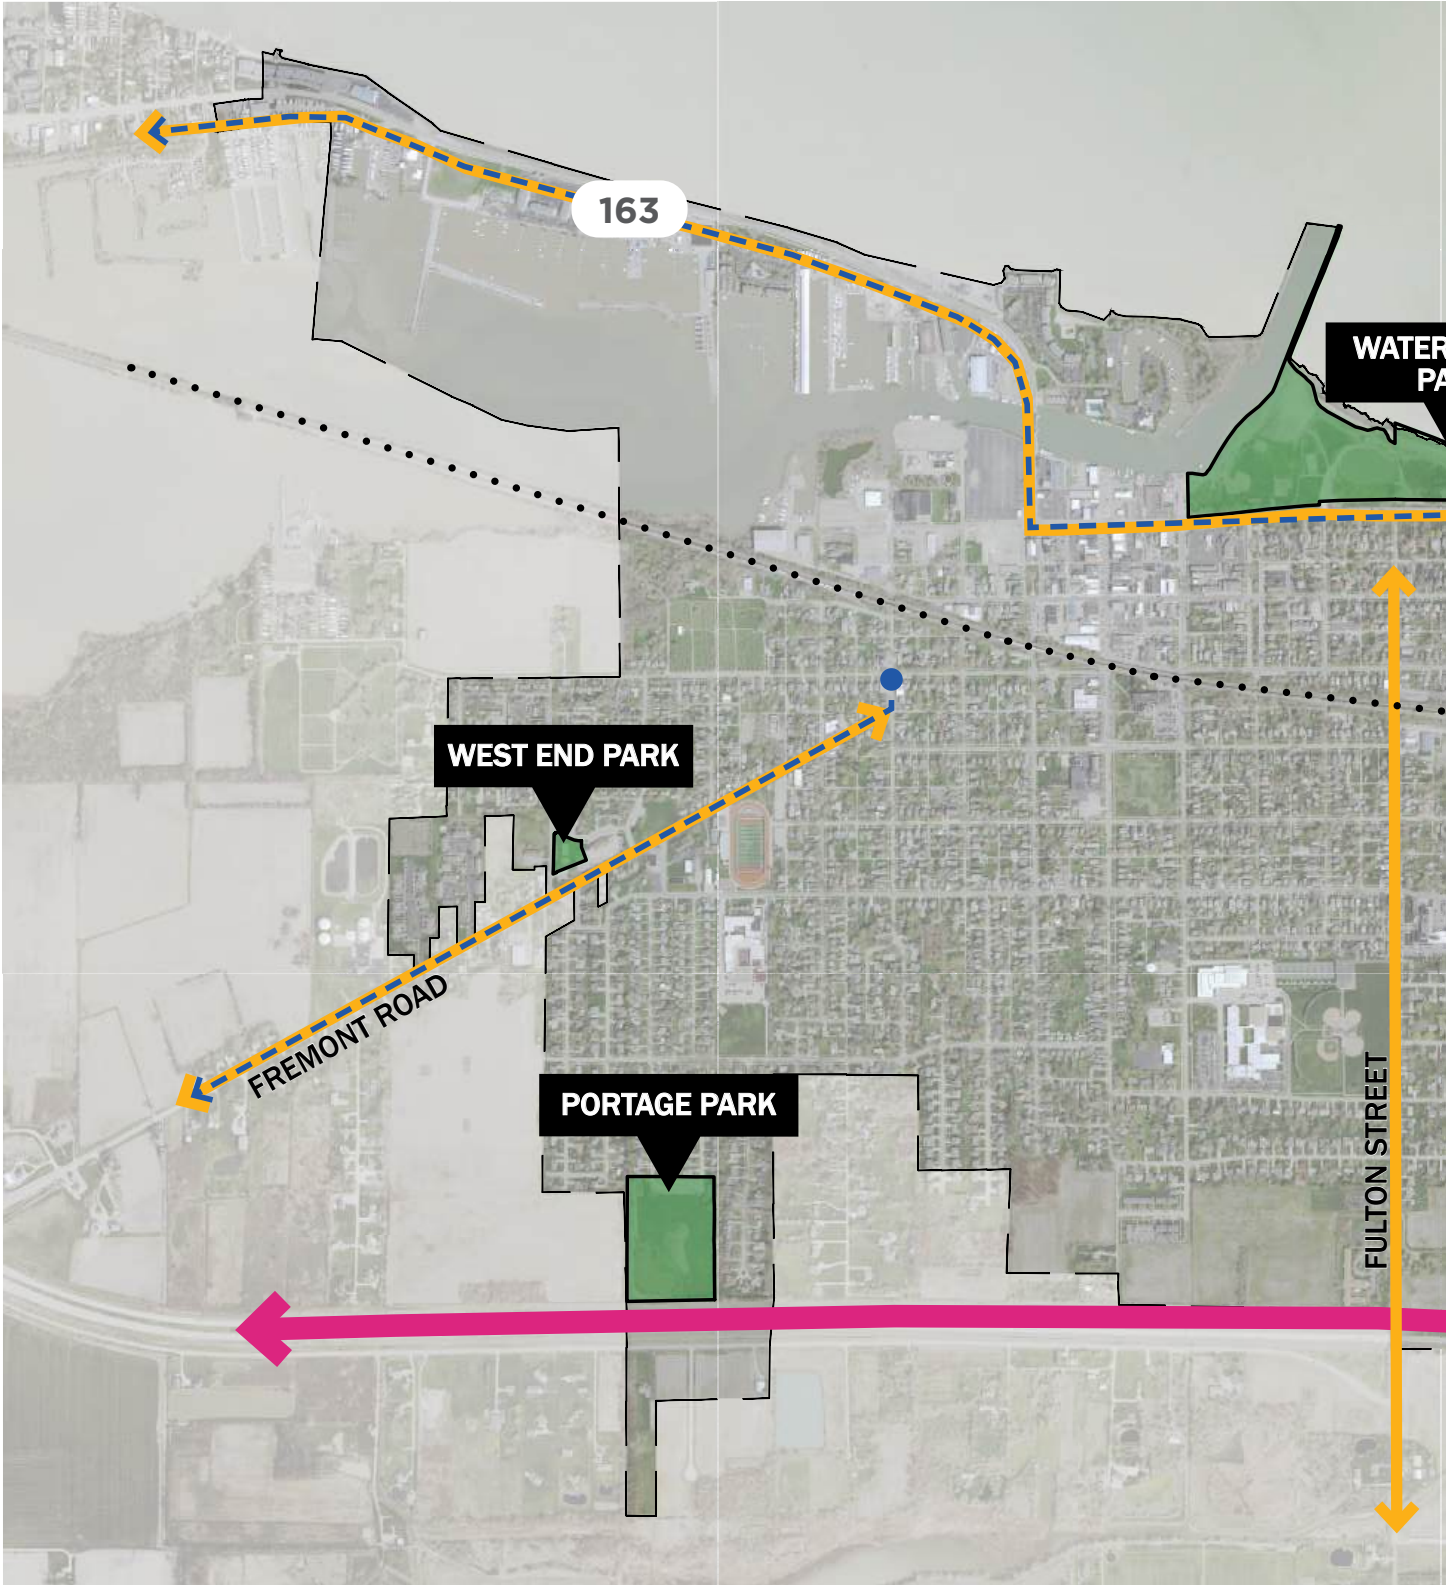 163
WATER
PA
WEST END PARK
FREMONT ROAD
PORTAGE PARK
FULTON STREET